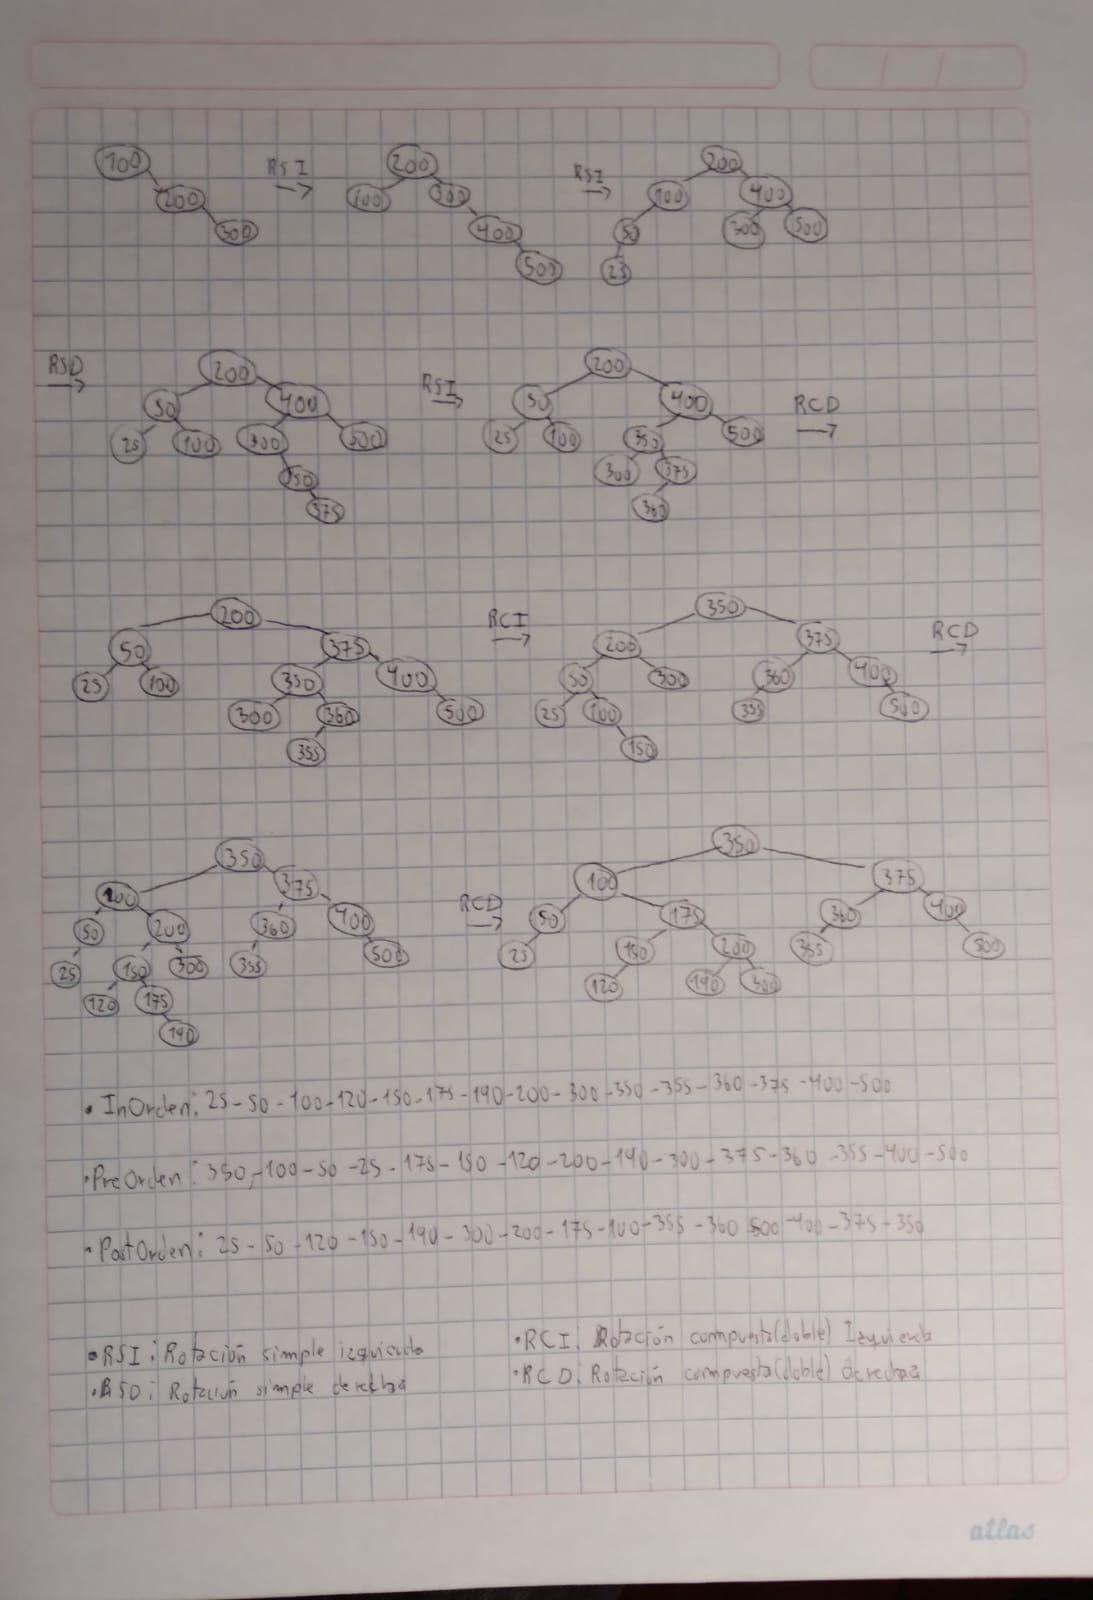 100 RSI 200 RSI 200
200 100 300 100 400
300 400 50 300 500
500 25
RSD 200 RSI 200 RCD
50 400 50 400
25 100 300 500 25 100 350 500
350 300 375
375 360
200 RCI 350 RCD
50 375 200 375
25 100 350 400 50 300 360 400
300 360 500 25 100 355 500
355 150
350 RCD 350
100 375 100 375
50 200 360 400 50 175 360 400
25 150 300 355 500 25 150 200 355 500
120 175 120 190 300
190
• InOrden: 25-50-100-120-150-175-190-200-300-350-355-360-375-400-500
• PreOrden: 350-100-50-25-175-150-120-200-190-300-375-360-355-400-500
• PostOrden: 25-50-120-150-190-300-200-175-100-355-360 500-400-375-350
• RSI: Rotación simple izquierda • RCI: Rotación compuesta(doble) Izquierda
• RSD: Rotación simple derecha • RCD: Rotación compuesta(doble) derecha
atlas